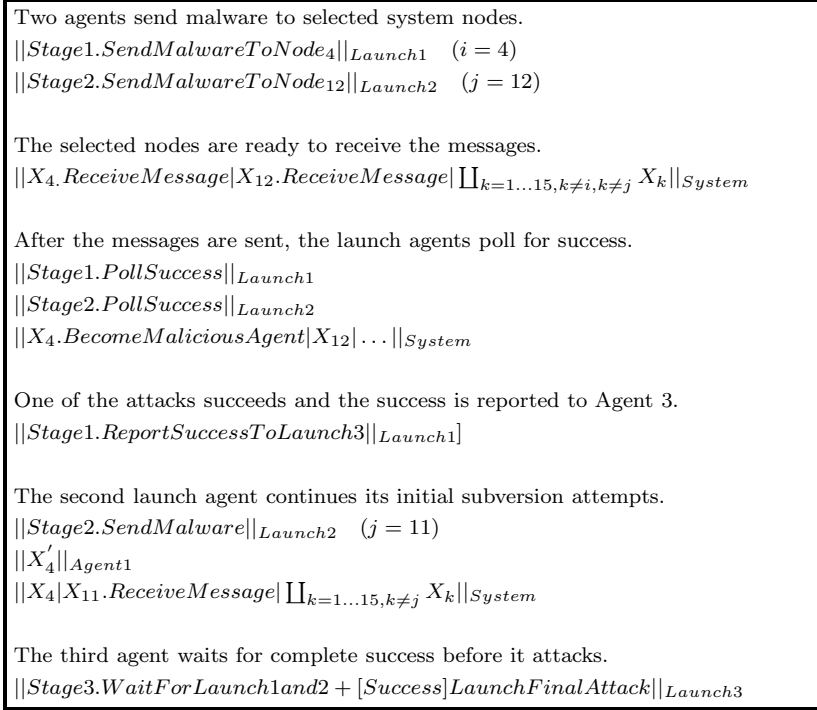 Two agents send malware to selected system nodes.
||Stage1.SendMalwareToNode₄||_{Launch1} (i = 4)
||Stage2.SendMalwareToNode₁₂||_{Launch2} (j = 12)
The selected nodes are ready to receive the messages.
||X_{4.}ReceiveMessage|X₁₂.ReceiveMessage| ∐_{k=1...15,k≠i,k≠j} X_k||_{System}
After the messages are sent, the launch agents poll for success.
||Stage1.PollSuccess||_{Launch1}
||Stage2.PollSuccess||_{Launch2}
||X₄.BecomeMaliciousAgent|X₁₂| . . . ||_{System}
One of the attacks succeeds and the success is reported to Agent 3.
||Stage1.ReportSuccessToLaunch3||_{Launch1}]
The second launch agent continues its initial subversion attempts.
||Stage2.SendMalware||_{Launch2} (j = 11)
||X₄′||_{Agent1}
||X₄|X₁₁.ReceiveMessage| ∐_{k=1...15,k≠j} X_k||_{System}
The third agent waits for complete success before it attacks.
||Stage3.WaitForLaunch1and2 + [Success]LaunchFinalAttack||_{Launch3}